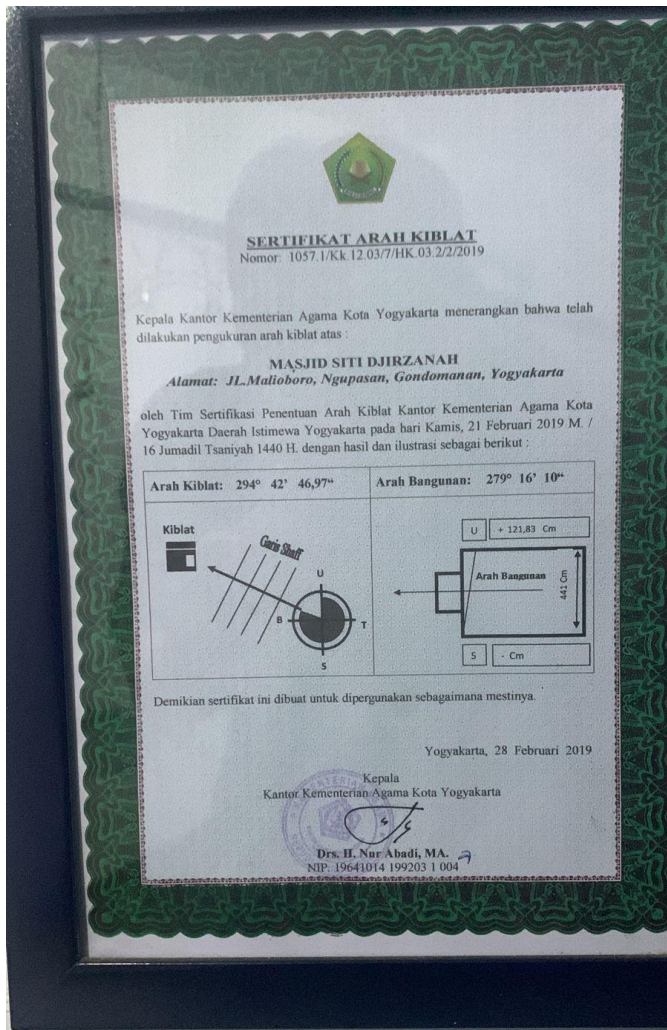 SERTIFIKAT ARAH KIBLAT
Nomor: 1057.1/Kk.12.03/7/HK.03.2/2/2019
Kepala Kantor Kementerian Agama Kota Yogyakarta menerangkan bahwa telah
dilakukan pengukuran arah kiblat atas :
MASJID SITI DJIRZANAH
Alamat: JL.Malioboro, Ngupasan, Gondomanan, Yogyakarta
oleh Tim Sertifikasi Penentuan Arah Kiblat Kantor Kementerian Agama Kota
Yogyakarta Daerah Istimewa Yogyakarta pada hari Kamis, 21 Februari 2019 M. /
16 Jumadil Tsaniyah 1440 H. dengan hasil dan ilustrasi sebagai berikut :
Arah Kiblat: 294° 42’ 46,97“
Arah Bangunan: 279° 16’ 10“
Kiblat
Garis Shaff
U
B
T
S
U
+ 121,83 Cm
Arah Bangunan
441 Cm
S
- Cm
Demikian sertifikat ini dibuat untuk dipergunakan sebagaimana mestinya.
Yogyakarta, 28 Februari 2019
Kepala
Kantor Kementerian Agama Kota Yogyakarta
Drs. H. Nur Abadi, MA.
NIP. 19641014 199203 1 004